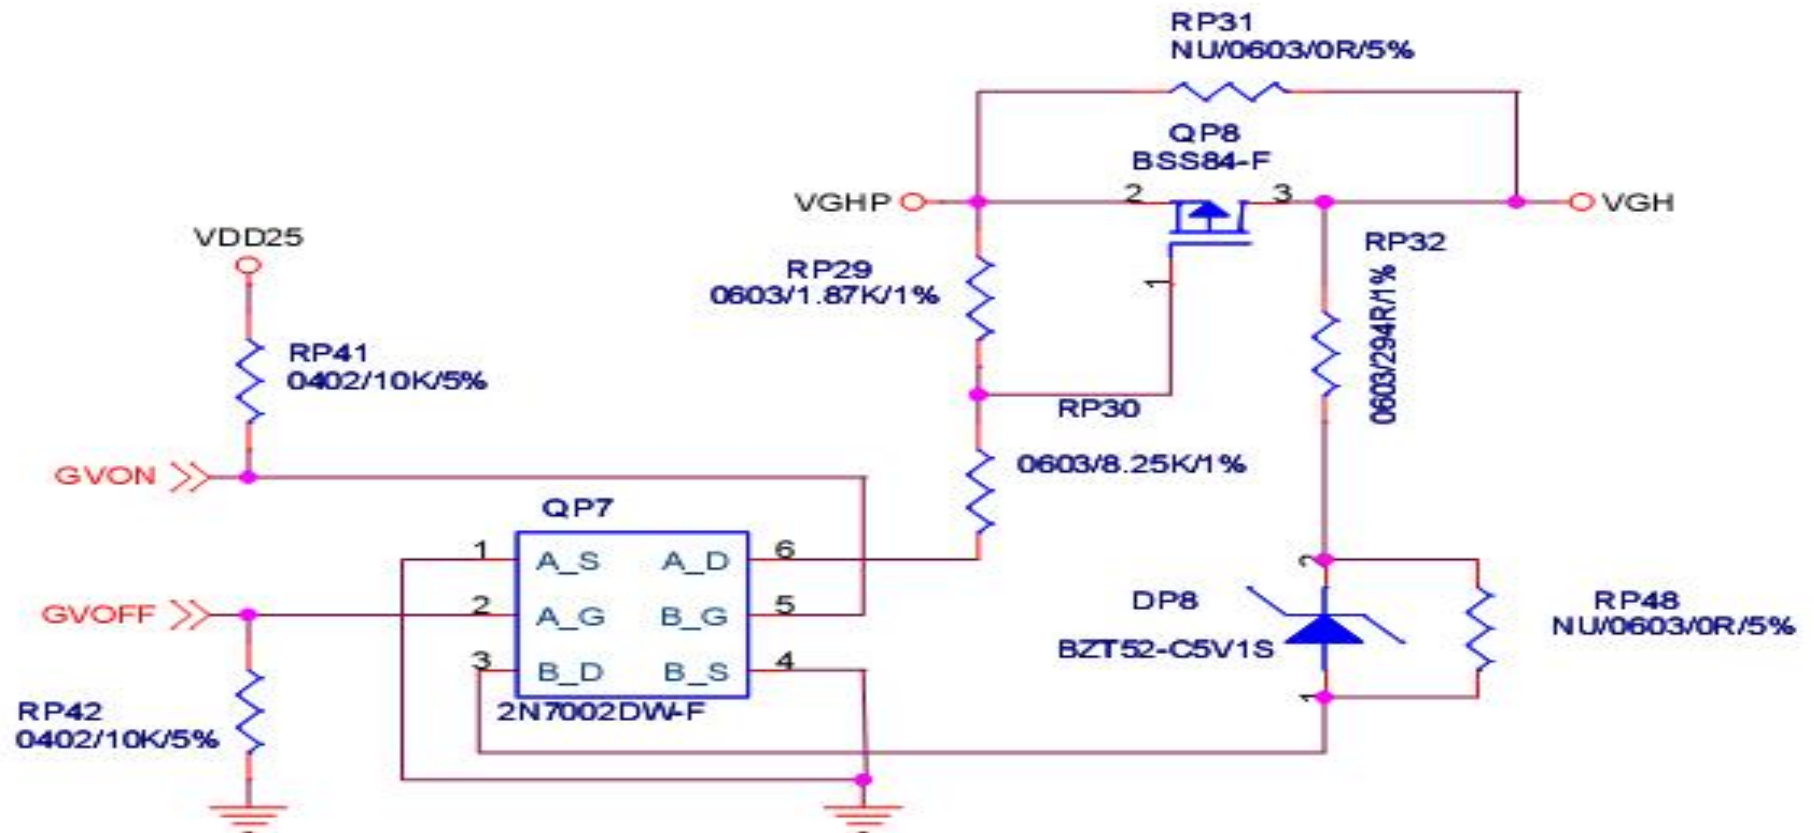 RP31
NU/0603/0R/5%
QP8
BSS84-F
VGHP
2
3
VGH
VDD25
RP32
0603/294R/1%
RP29
0603/1.87K/1%
1
RP41
0402/10K/5%
RP30
0603/8.25K/1%
GVON
QP7
1
A_S
A_D
6
2
GVOFF
2
A_G
B_G
5
DP8
BZT52-C5V1S
RP48
NU/0603/0R/5%
3
B_D
B_S
4
1
2N7002DW-F
RP42
0402/10K/5%